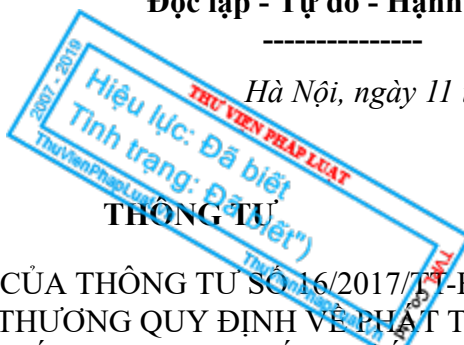 Độc lập - Tự do - Hạnh
---------------
Hà Nội, ngày 11
2007 - 2019
THƯ VIỆN PHÁP LUẬT
Hiệu lực: Đã biết
Tình trạng: Đã biết")
ThuVienPhapLuat.vn
THÔNG TƯ
CỦA THÔNG TƯ SỐ 16/2017/TT-
THƯƠNG QUY ĐỊNH VỀ PHÁT T